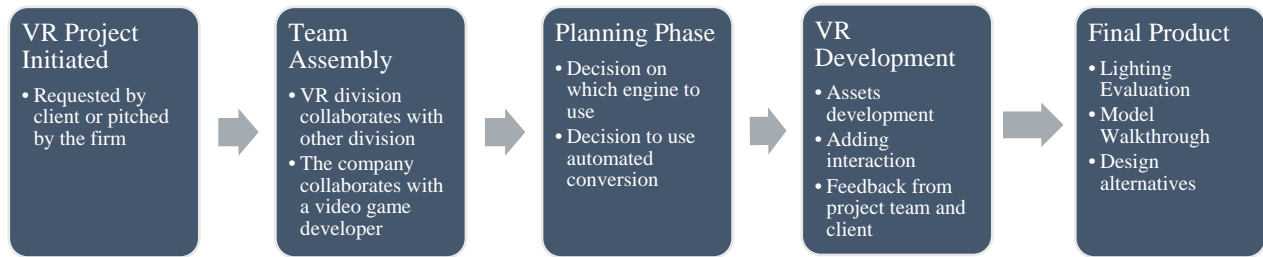 VR Project
Initiated
• Requested by
client or pitched
by the firm
Team
Assembly
• VR division
collaborates with
other division
• The company
collaborates with
a video game
developer
Planning Phase
• Decision on
which engine to
use
• Decision to use
automated
conversion
VR
Development
• Assets
development
• Adding
interaction
• Feedback from
project team and
client
Final Product
• Lighting
Evaluation
• Model
Walkthrough
• Design
alternatives